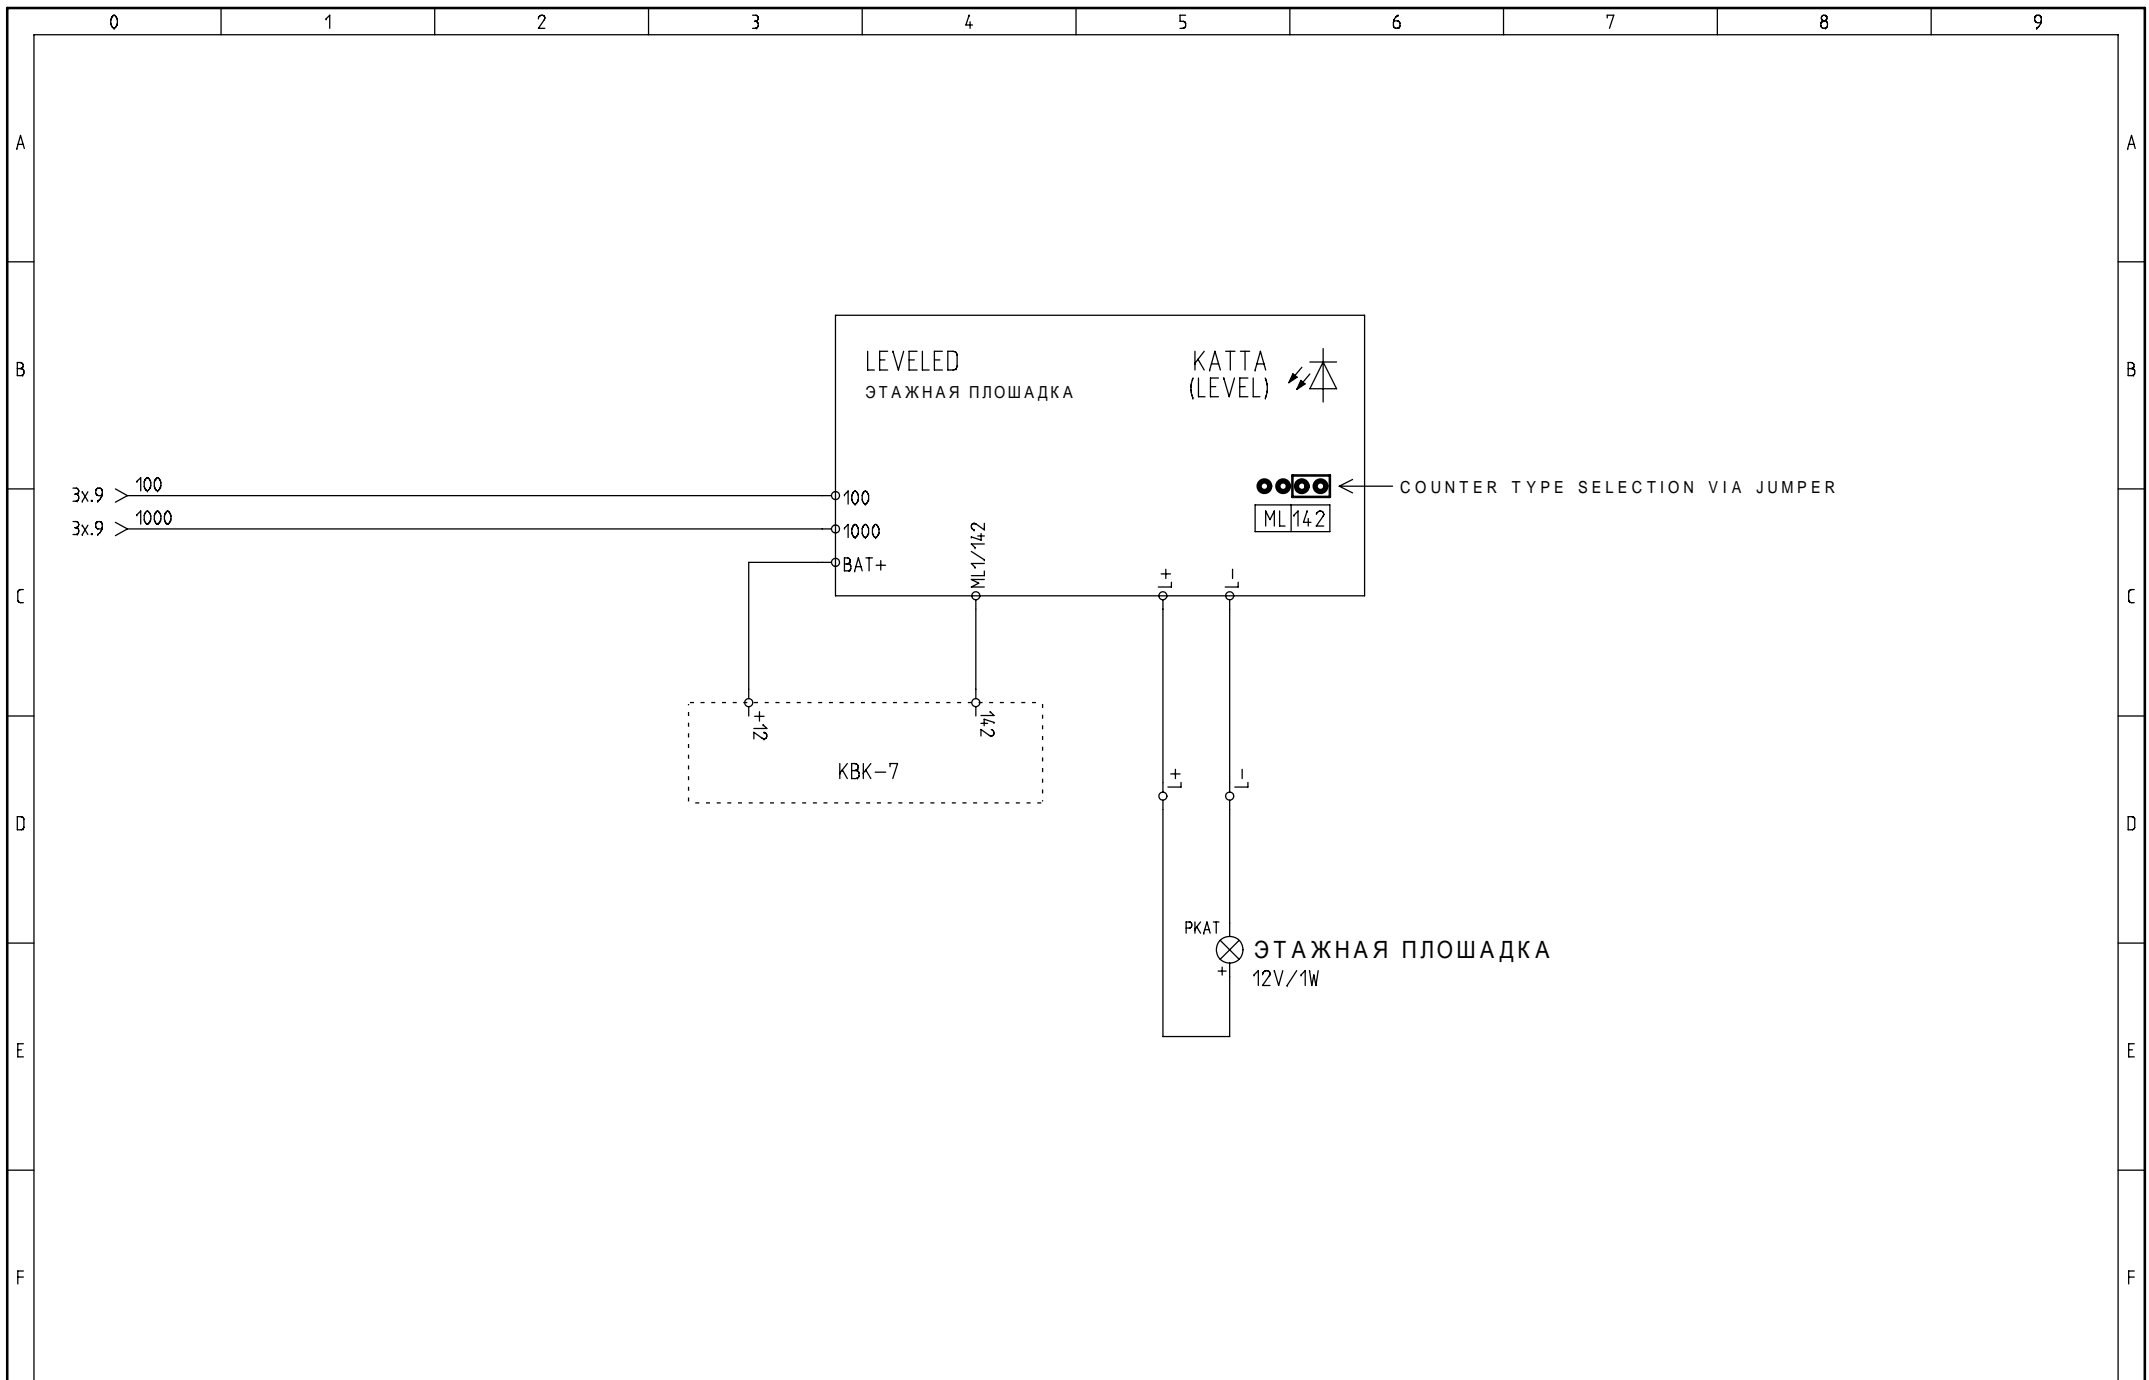 0 1 2 3 4 5 6 7 8 9
A A
B B
LEVELED
ЭТАЖНАЯ ПЛОШАДКА
KATTA
(LEVEL)
3x.9 100
100
3x.9 1000
1000
BAT+
ML1/142
L+ L-
COUNTER TYPE SELECTION VIA JUMPER
ML 142
C C
+12 142
KBK-7
L+ L-
D D
PKAT
ЭТАЖНАЯ ПЛОШАДКА
+
12V/1W
E E
F F